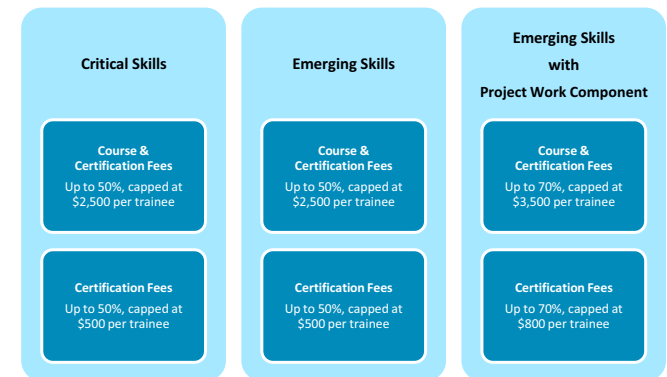 Critical Skills
Course &
Certification Fees
Up to 50%, capped at
$2,500 per trainee
Certification Fees
Up to 50%, capped at
$500 per trainee
Emerging Skills
Course &
Certification Fees
Up to 50%, capped at
$2,500 per trainee
Certification Fees
Up to 50%, capped at
$500 per trainee
Emerging Skills
with
Project Work Component
Course &
Certification Fees
Up to 70%, capped at
$3,500 per trainee
Certification Fees
Up to 70%, capped at
$800 per trainee